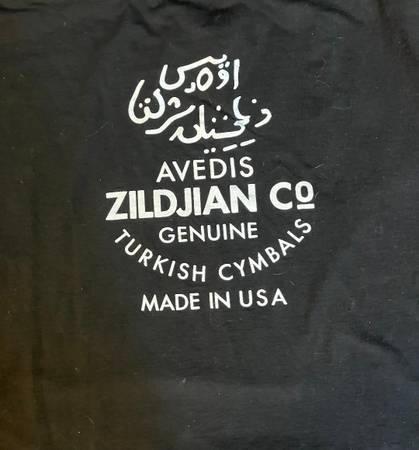 AVEDIS
ZILDJIAN Co
GENUINE
TURKISH CYMBALS
MADE IN USA